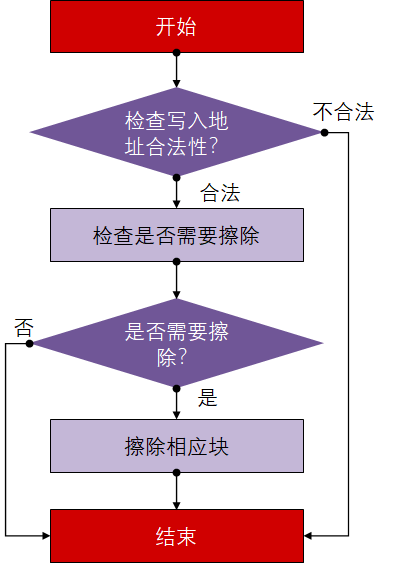 开始
检查写入地
址合法性？
不合法
合法
检查是否需要擦除
否
是否需要擦
除？
是
擦除相应块
结束